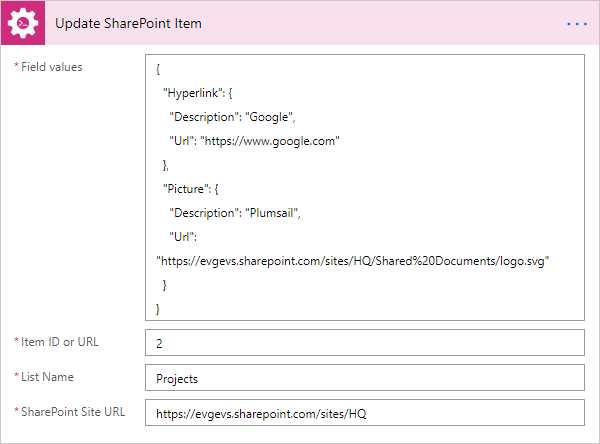 Update SharePoint Item
...
* Field values
{
"Hyperlink": {
"Description": "Google",
"Url": "https://www.google.com"
},
"Picture": {
"Description": "Plumsail",
"Url":
"https://evgevs.sharepoint.com/sites/HQ/Shared%20Documents/logo.svg"
}
}
* Item ID or URL
2
* List Name
Projects
* SharePoint Site URL
https://evgevs.sharepoint.com/sites/HQ